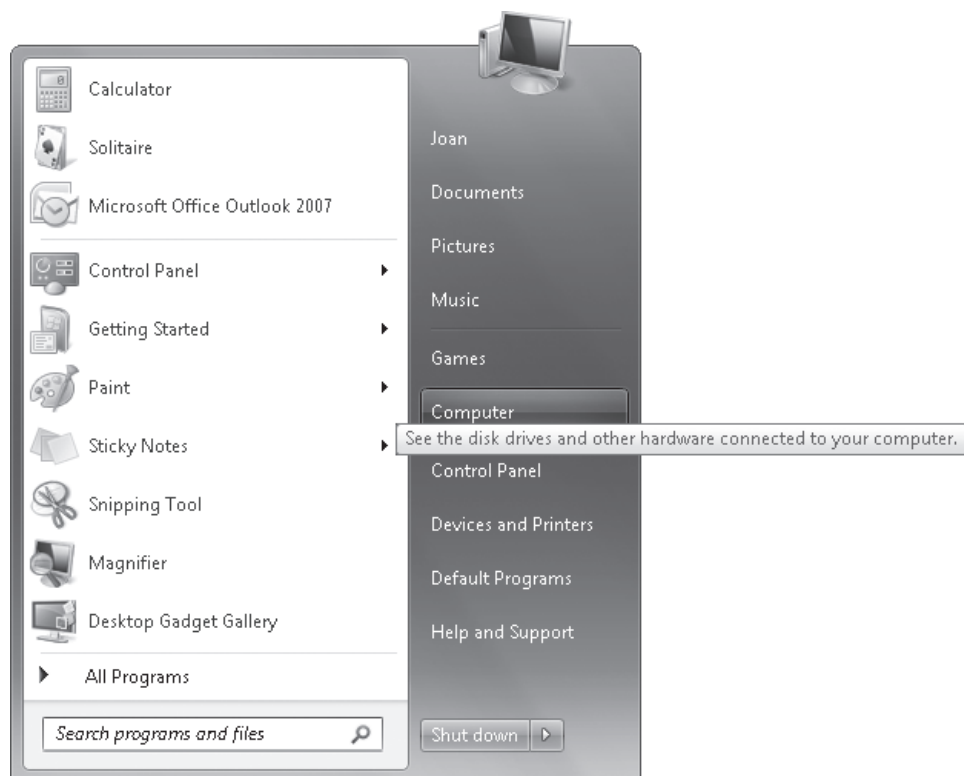 Calculator
Solitaire
Microsoft Office Outlook 2007
Control Panel
Getting Started
Paint
Sticky Notes
Snipping Tool
Magnifier
Desktop Gadget Gallery
All Programs
Search programs and files
Joan
Documents
Pictures
Music
Games
Computer
See the disk drives and other hardware connected to your computer.
Control Panel
Devices and Printers
Default Programs
Help and Support
Shut down